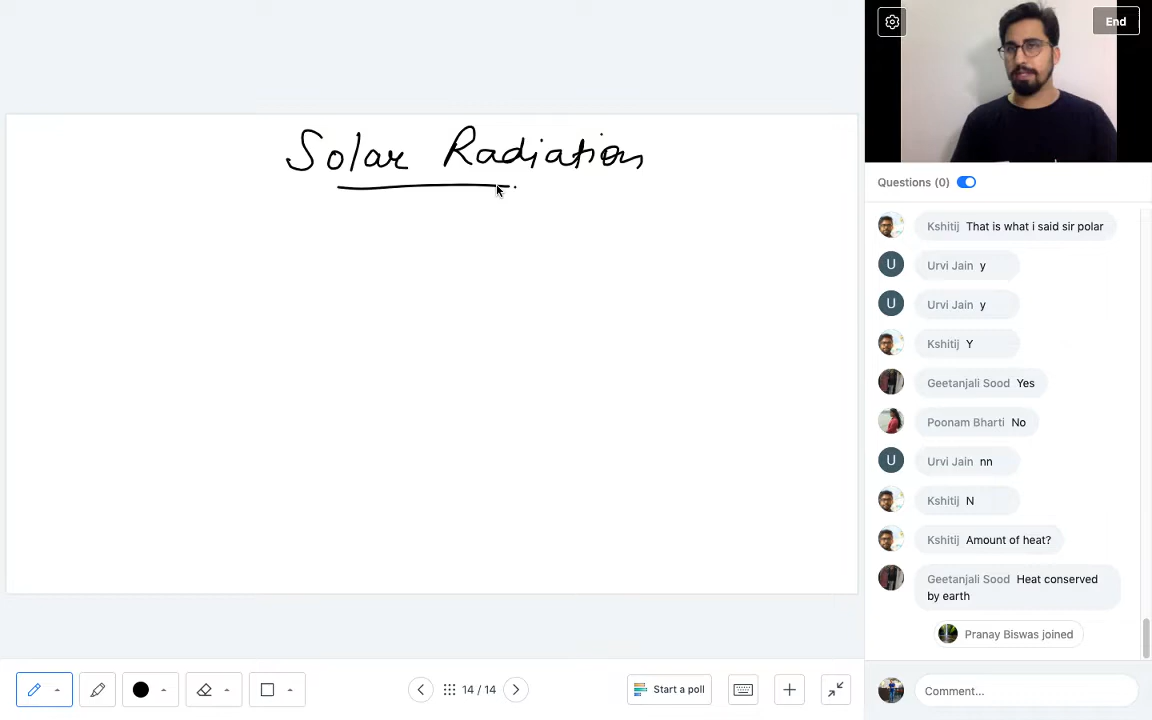 End
Solar Radiation
Questions (0)
Kshitij That is what i said sir polar
U Urvi Jain y
U Urvi Jain y
Kshitij Y
Geetanjali Sood Yes
Poonam Bharti No
U Urvi Jain nn
Kshitij N
Kshitij Amount of heat?
Geetanjali Sood Heat conserved
by earth
Pranay Biswas joined
14 / 14
Start a poll
Comment...